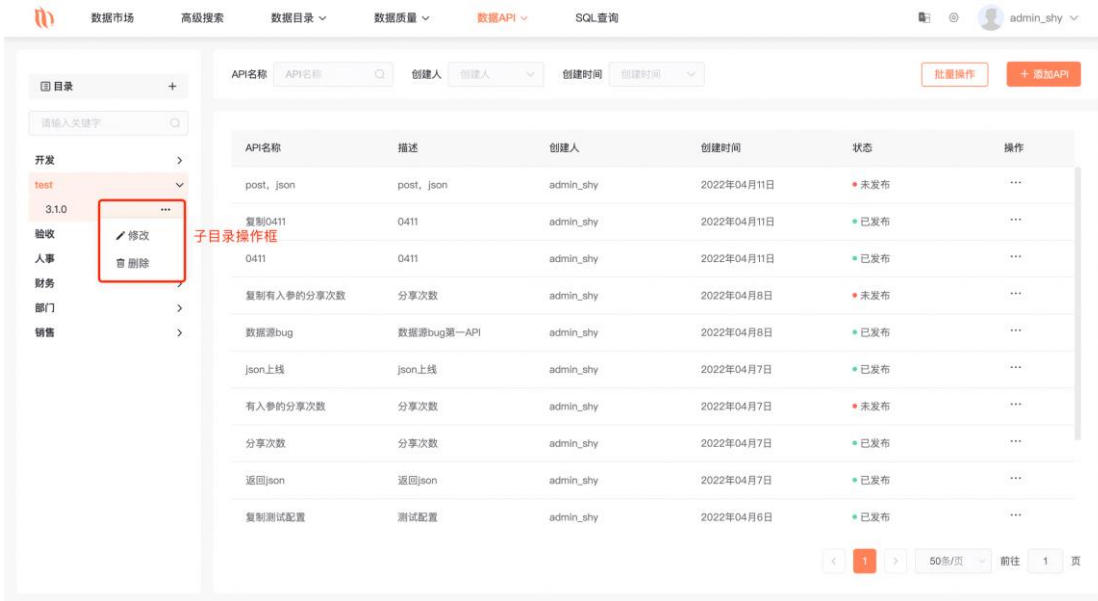 数据市场 高级搜索 数据目录 数据质量 数据API SQL查询 admin_shy
目录 +
请输入关键字
开发
test
3.1.0 ...
修改
删除
子目录操作框
验收
人事
财务
部门
销售
API名称 API名称 创建人 创建人 创建时间 创建时间 批量操作 + 添加API
API名称 描述 创建人 创建时间 状态 操作
post，json post，json admin_shy 2022年04月11日 未发布 ...
复制0411 0411 admin_shy 2022年04月11日 已发布 ...
0411 0411 admin_shy 2022年04月11日 已发布 ...
复制有入参的分享次数 分享次数 admin_shy 2022年04月8日 未发布 ...
数据源bug 数据源bug第一API admin_shy 2022年04月8日 已发布 ...
json上线 json上线 admin_shy 2022年04月7日 已发布 ...
有入参的分享次数 分享次数 admin_shy 2022年04月7日 未发布 ...
分享次数 分享次数 admin_shy 2022年04月7日 已发布 ...
返回json 返回json admin_shy 2022年04月7日 已发布 ...
复制测试配置 测试配置 admin_shy 2022年04月6日 已发布 ...
< 1 > 50条/页 前往 1 页